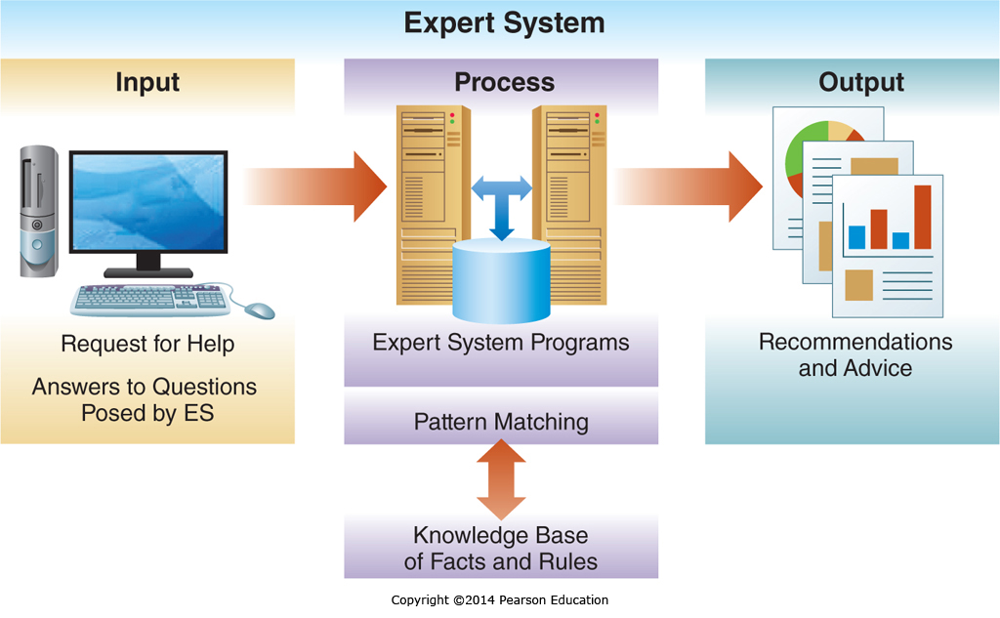 Expert System
Input
Process
Output
Request for Help
Answers to Questions
Posed by ES
Expert System Programs
Pattern Matching
Knowledge Base
of Facts and Rules
Recommendations
and Advice
Copyright ©2014 Pearson Education